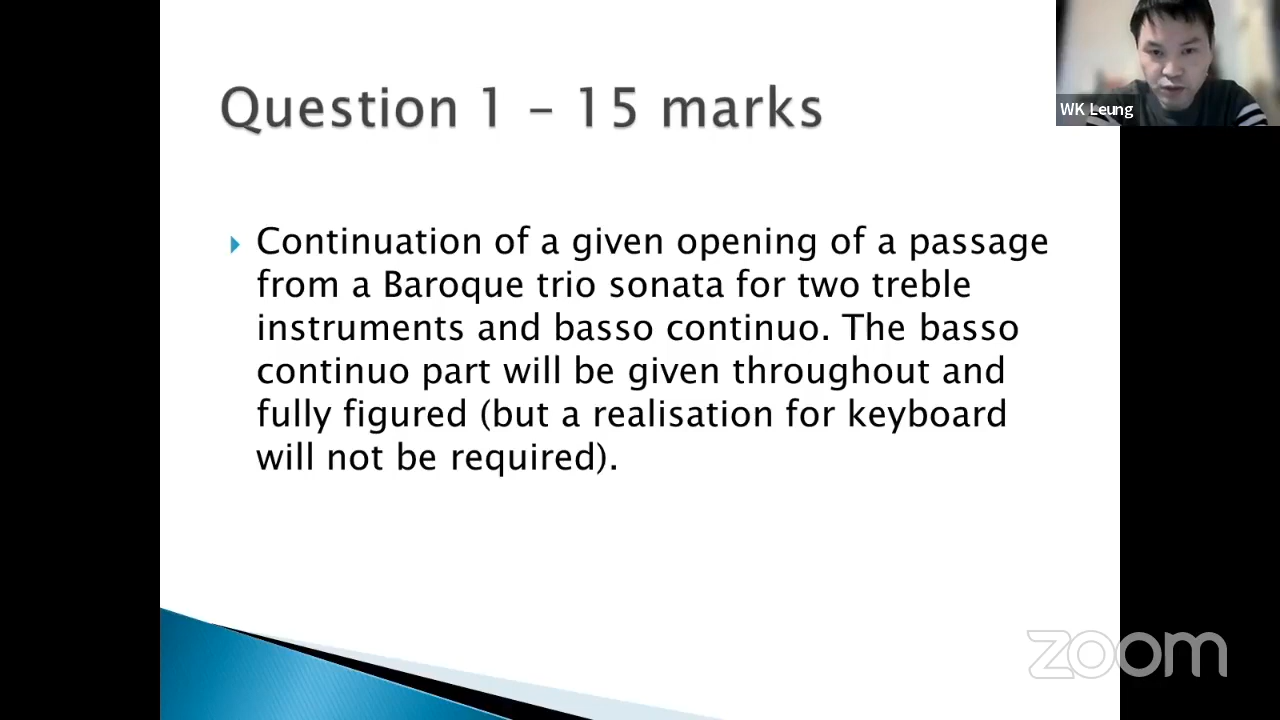 Question 1 – 15 marks
WK Leung
Continuation of a given opening of a passage
from a Baroque trio sonata for two treble
instruments and basso continuo. The basso
continuo part will be given throughout and
fully figured (but a realisation for keyboard
will not be required).
zoom